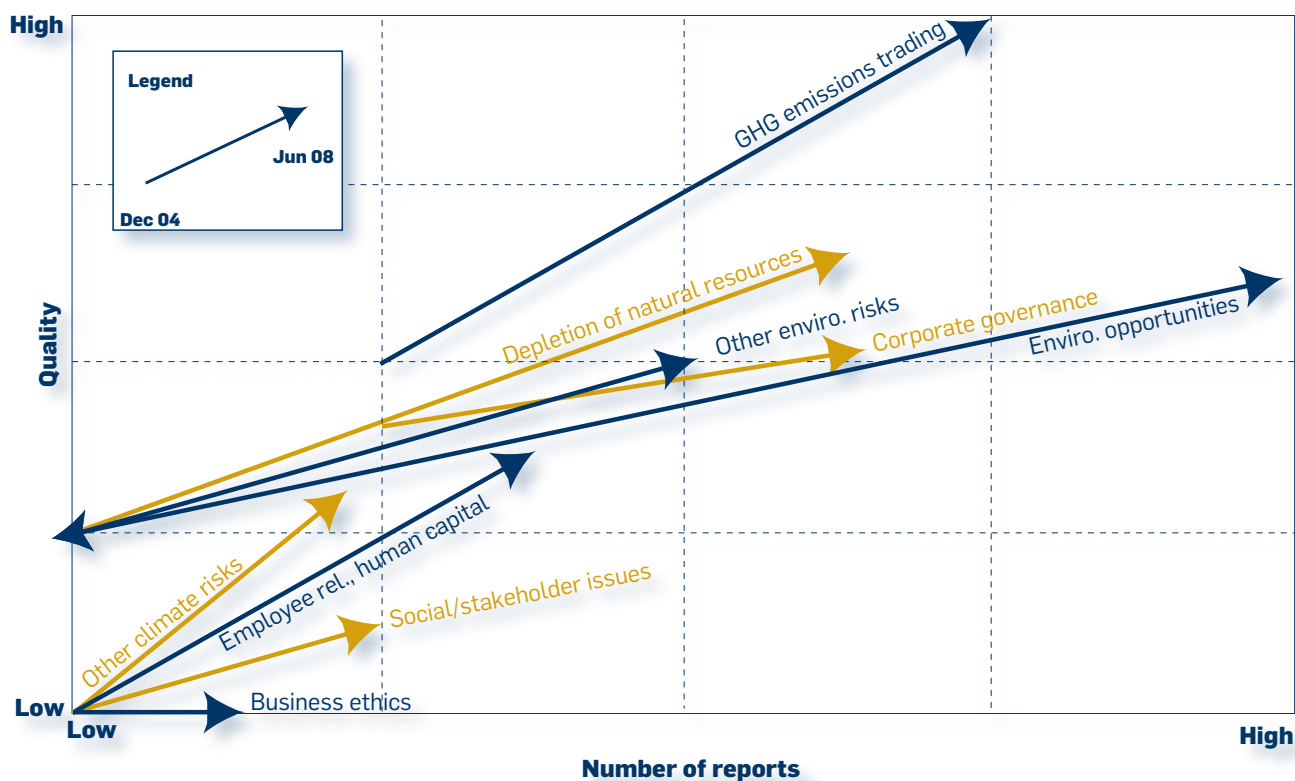 High
Legend
Jun 08
Dec 04
GHG emissions trading
Depletion of natural resources
Other enviro. risks
Corporate governance
Enviro. opportunities
Quality
Other climate risks
Employee rel., human capital
Social/stakeholder issues
Business ethics
Low
Low
High
Number of reports